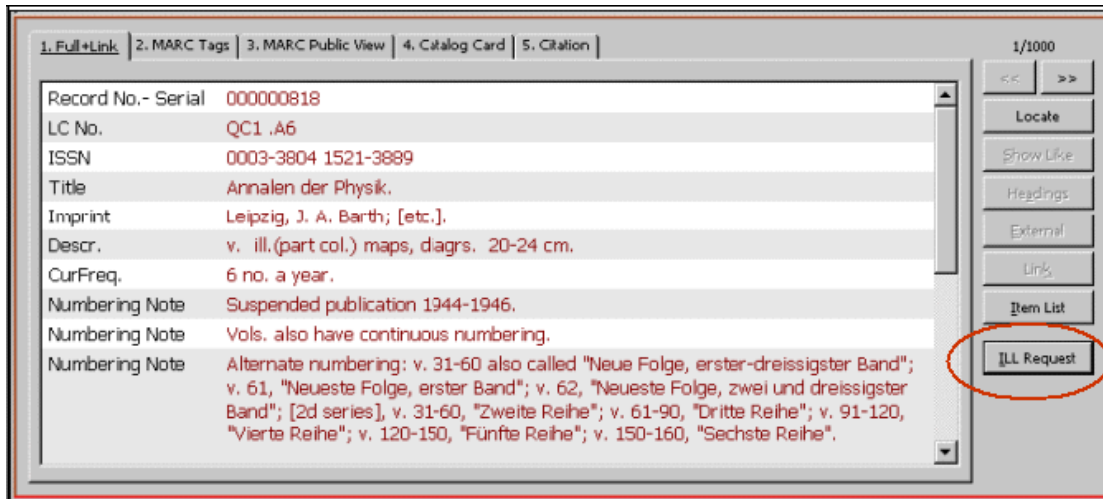 1. Full+Link 2. MARC Tags 3. MARC Public View 4. Catalog Card 5. Citation
1/1000
<< >>
Record No.- Serial 000000818
LC No. QC1 .A6
ISSN 0003-3804 1521-3889
Title Annalen der Physik.
Imprint Leipzig, J. A. Barth; [etc.].
Descr. v. ill.(part col.) maps, diagrs. 20-24 cm.
CurFreq. 6 no. a year.
Numbering Note Suspended publication 1944-1946.
Numbering Note Vols. also have continuous numbering.
Numbering Note Alternate numbering: v. 31-60 also called "Neue Folge, erster-dreissigster Band";
v. 61, "Neueste Folge, erster Band"; v. 62, "Neueste Folge, zwei und dreissigster
Band"; [2d series], v. 31-60, "Zweite Reihe"; v. 61-90, "Dritte Reihe"; v. 91-120,
"Vierte Reihe"; v. 120-150, "Fünfte Reihe"; v. 150-160, "Sechste Reihe".
Locate
Show Like
Headings
External
Link
Item List
ILL Request